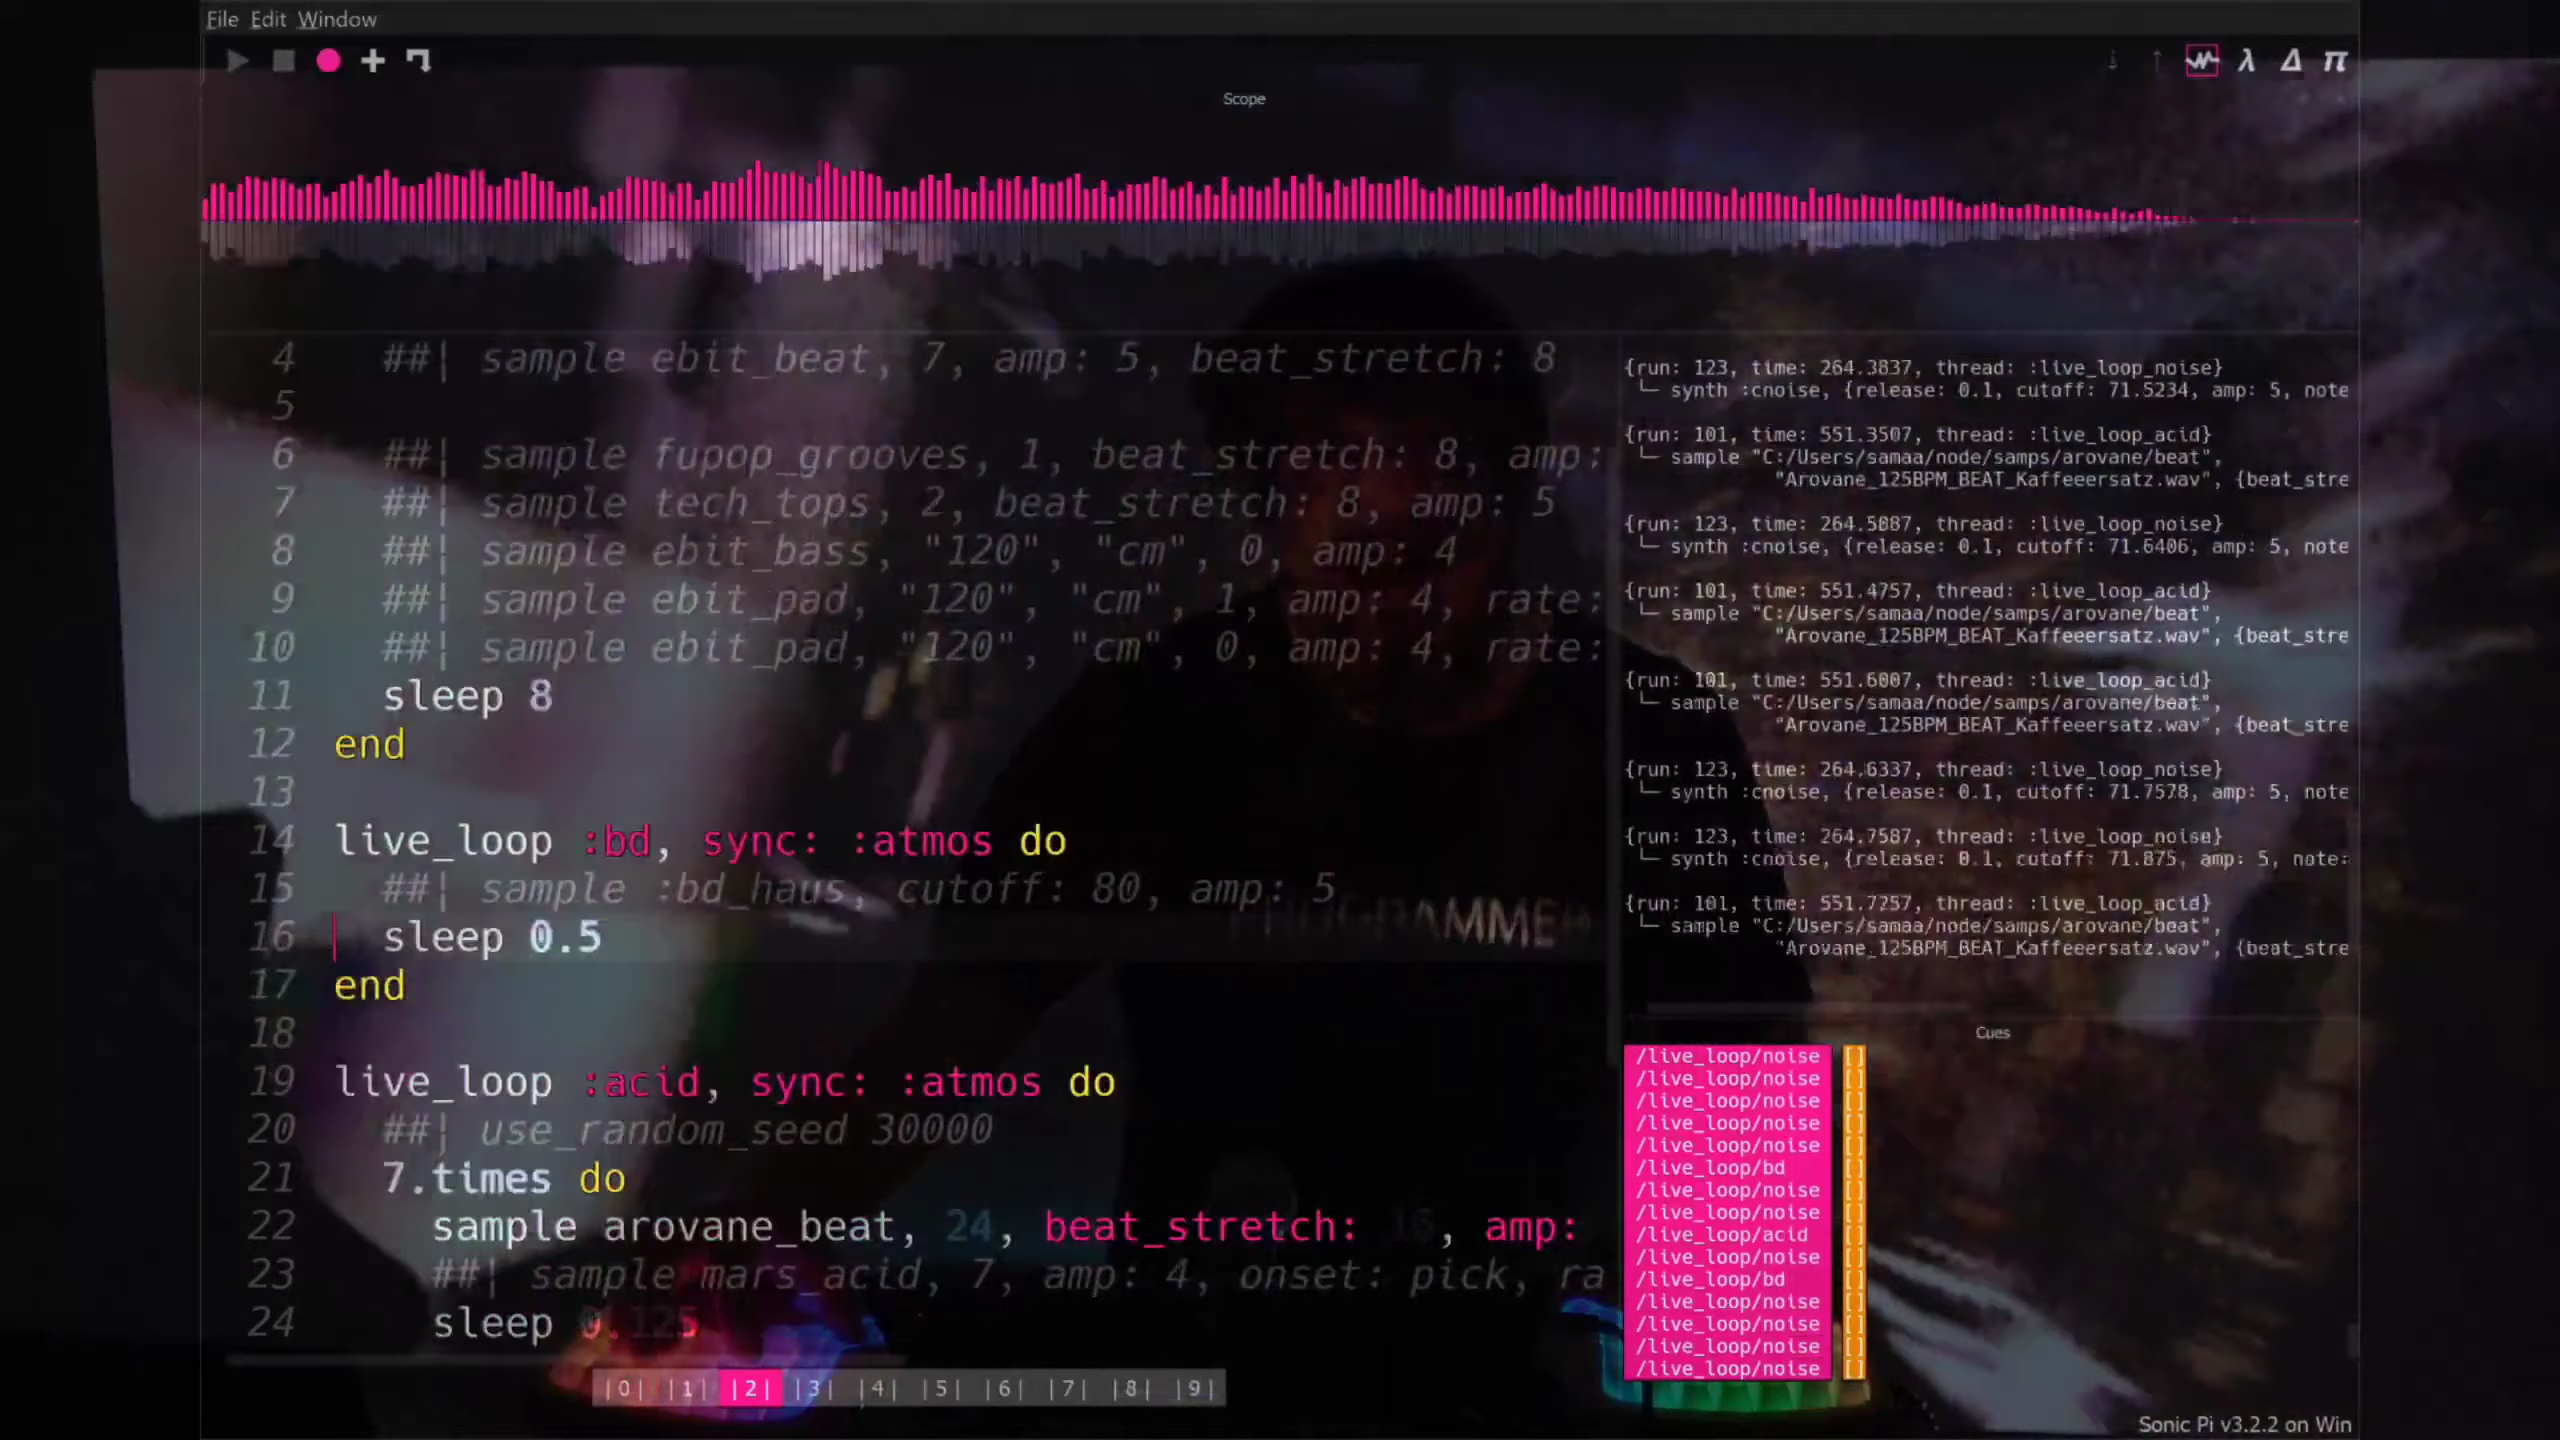 File Edit Window
Scope
4 ##| sample ebit_beat, 7, amp: 5, beat_stretch: 8
5
6 ##| sample fupop_grooves, 1, beat_stretch: 8, amp:
7 ##| sample tech_tops, 2, beat_stretch: 8, amp: 5
8 ##| sample ebit_bass, "120", "cm", 0, amp: 4
9 ##| sample ebit_pad, "120", "cm", 1, amp: 4, rate:
10 ##| sample ebit_pad, "120", "cm", 0, amp: 4, rate:
11 sleep 8
12 end
13
14 live_loop :bd, sync: :atmos do
15 ##| sample :bd_haus, cutoff: 80, amp: 5
16 sleep 0.5
17 end
18
19 live_loop :acid, sync: :atmos do
20 ##| use_random_seed 30000
21 7.times do
22 sample arovane_beat, 24, beat_stretch: 16, amp:
23 ##| sample mars_acid, 7, amp: 4, onset: pick, ra
24 sleep 0.125
PROGRAMMER
|0| |1| |2| |3| |4| |5| |6| |7| |8| |9|
{run: 123, time: 264.3837, thread: :live_loop_noise}
└─ synth :cnoise, {release: 0.1, cutoff: 71.5234, amp: 5, note
{run: 101, time: 551.3507, thread: :live_loop_acid}
└─ sample "C:/Users/samaa/node/samps/arovane/beat",
"Arovane_125BPM_BEAT_Kaffeeersatz.wav", {beat_stre
{run: 123, time: 264.5087, thread: :live_loop_noise}
└─ synth :cnoise, {release: 0.1, cutoff: 71.6406, amp: 5, note
{run: 101, time: 551.4757, thread: :live_loop_acid}
└─ sample "C:/Users/samaa/node/samps/arovane/beat",
"Arovane_125BPM_BEAT_Kaffeeersatz.wav", {beat_stre
{run: 101, time: 551.6007, thread: :live_loop_acid}
└─ sample "C:/Users/samaa/node/samps/arovane/beat",
"Arovane_125BPM_BEAT_Kaffeeersatz.wav", {beat_stre
{run: 123, time: 264.6337, thread: :live_loop_noise}
└─ synth :cnoise, {release: 0.1, cutoff: 71.7578, amp: 5, note
{run: 123, time: 264.7587, thread: :live_loop_noise}
└─ synth :cnoise, {release: 0.1, cutoff: 71.875, amp: 5, note:
{run: 101, time: 551.7257, thread: :live_loop_acid}
└─ sample "C:/Users/samaa/node/samps/arovane/beat",
"Arovane_125BPM_BEAT_Kaffeeersatz.wav", {beat_stre
Cues
/live_loop/noise []
/live_loop/noise []
/live_loop/noise []
/live_loop/noise []
/live_loop/noise []
/live_loop/bd []
/live_loop/noise []
/live_loop/noise []
/live_loop/acid []
/live_loop/noise []
/live_loop/bd []
/live_loop/noise []
/live_loop/noise []
/live_loop/noise []
/live_loop/noise []
Sonic Pi v3.2.2 on Win